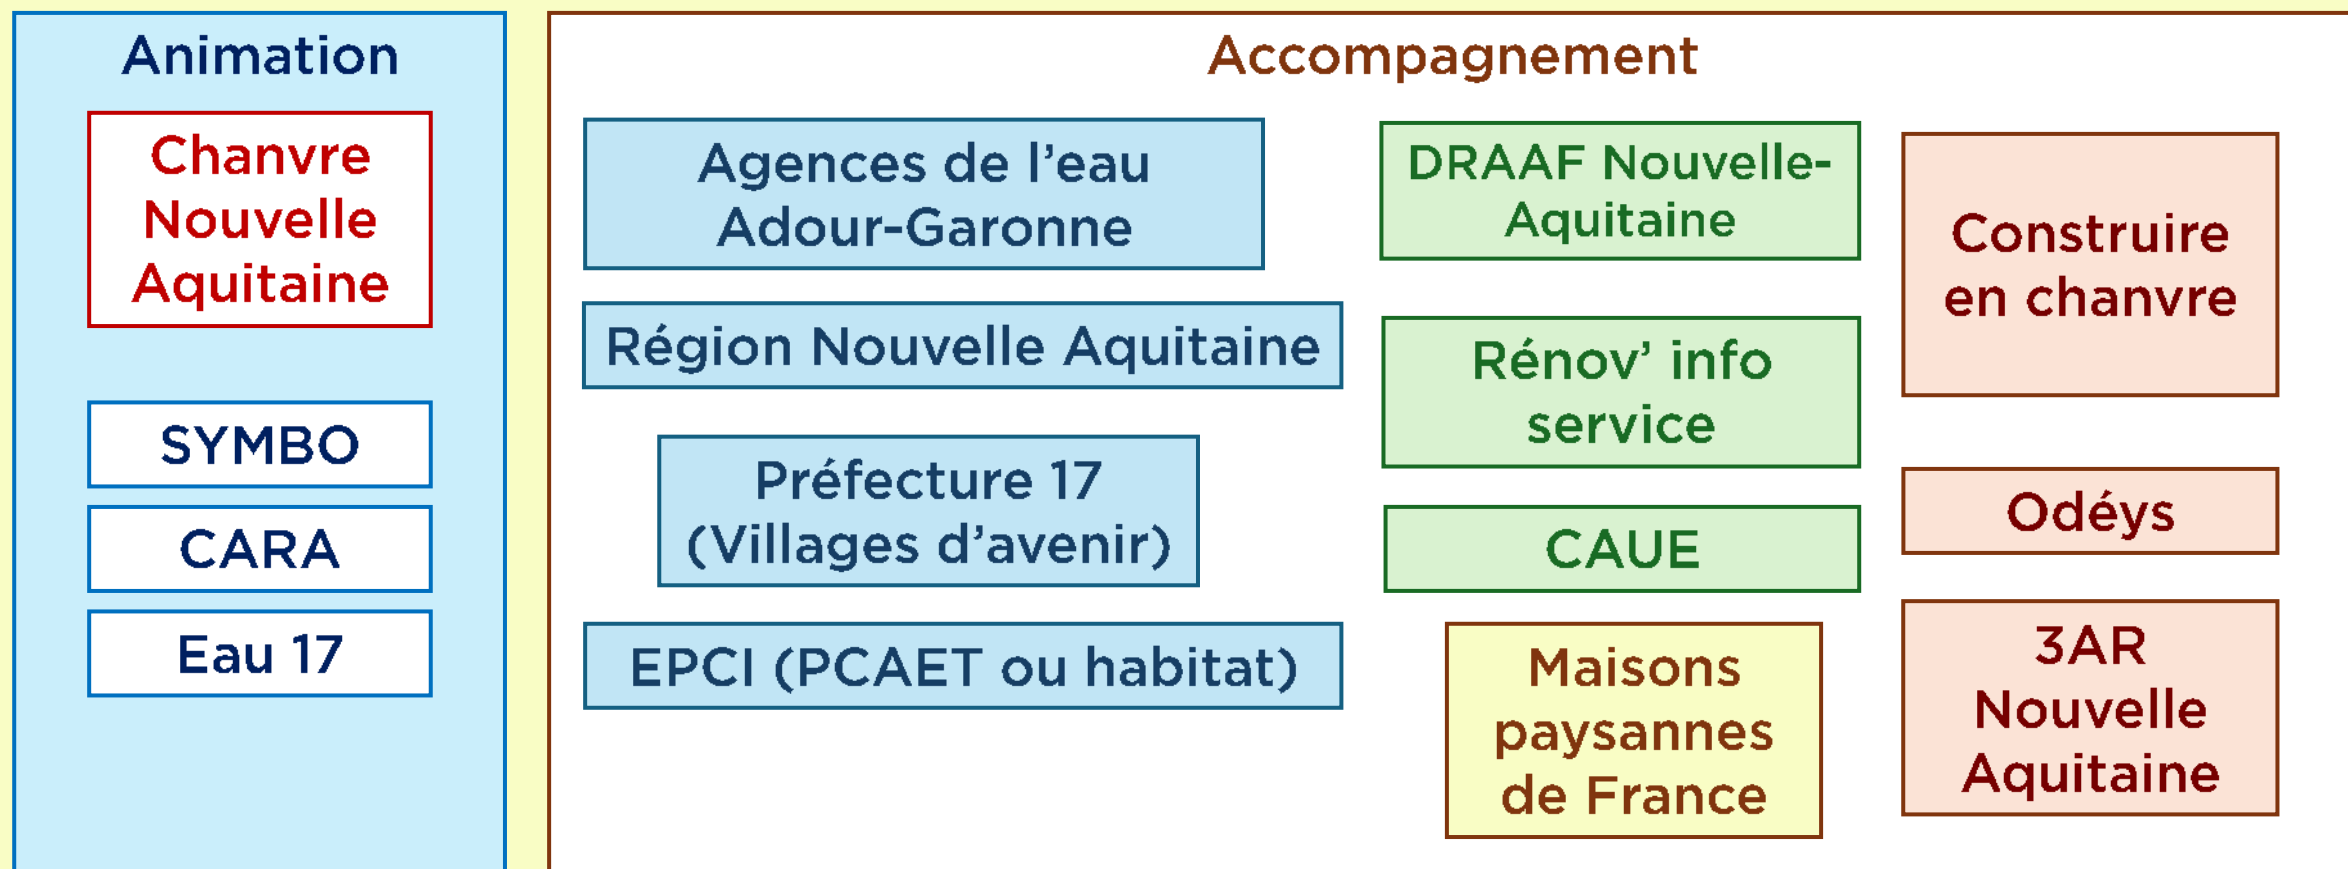 Animation
Chanvre
Nouvelle
Aquitaine
SYMBO
CARA
Eau 17
Accompagnement
Agences de l'eau
Adour-Garonne
Région Nouvelle Aquitaine
Préfecture 17
(Villages d'avenir)
EPCI (PCAET ou habitat)
DRAAF Nouvelle-
Aquitaine
Rénov' info
service
CAUE
Maisons
paysannes
de France
Construire
en chanvre
Odéys
3AR
Nouvelle
Aquitaine